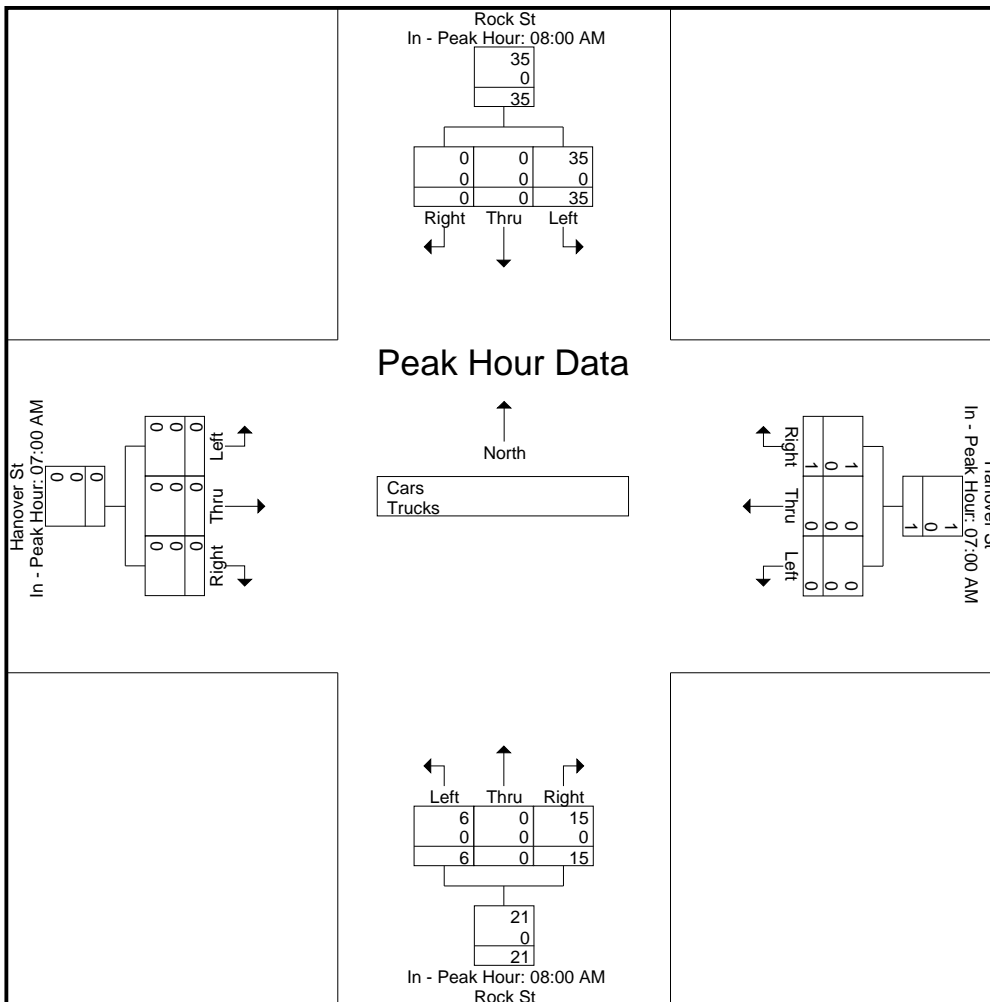 Rock St
In - Peak Hour: 08:00 AM
35
0
35
0 0 35
0 0 0
0 0 35
Right Thru Left
Peak Hour Data
North
Cars
Trucks
Hanover St
In - Peak Hour: 07:00 AM
0
0
0
0 0 0
0 0 0
0 0 0
Left Thru Right
Hanover St
In - Peak Hour: 07:00 AM
1
0
1
1 0 0
0 0 0
1 0 0
Right Thru Left
Left Thru Right
6 0 15
0 0 0
6 0 15
21
0
21
In - Peak Hour: 08:00 AM
Rock St